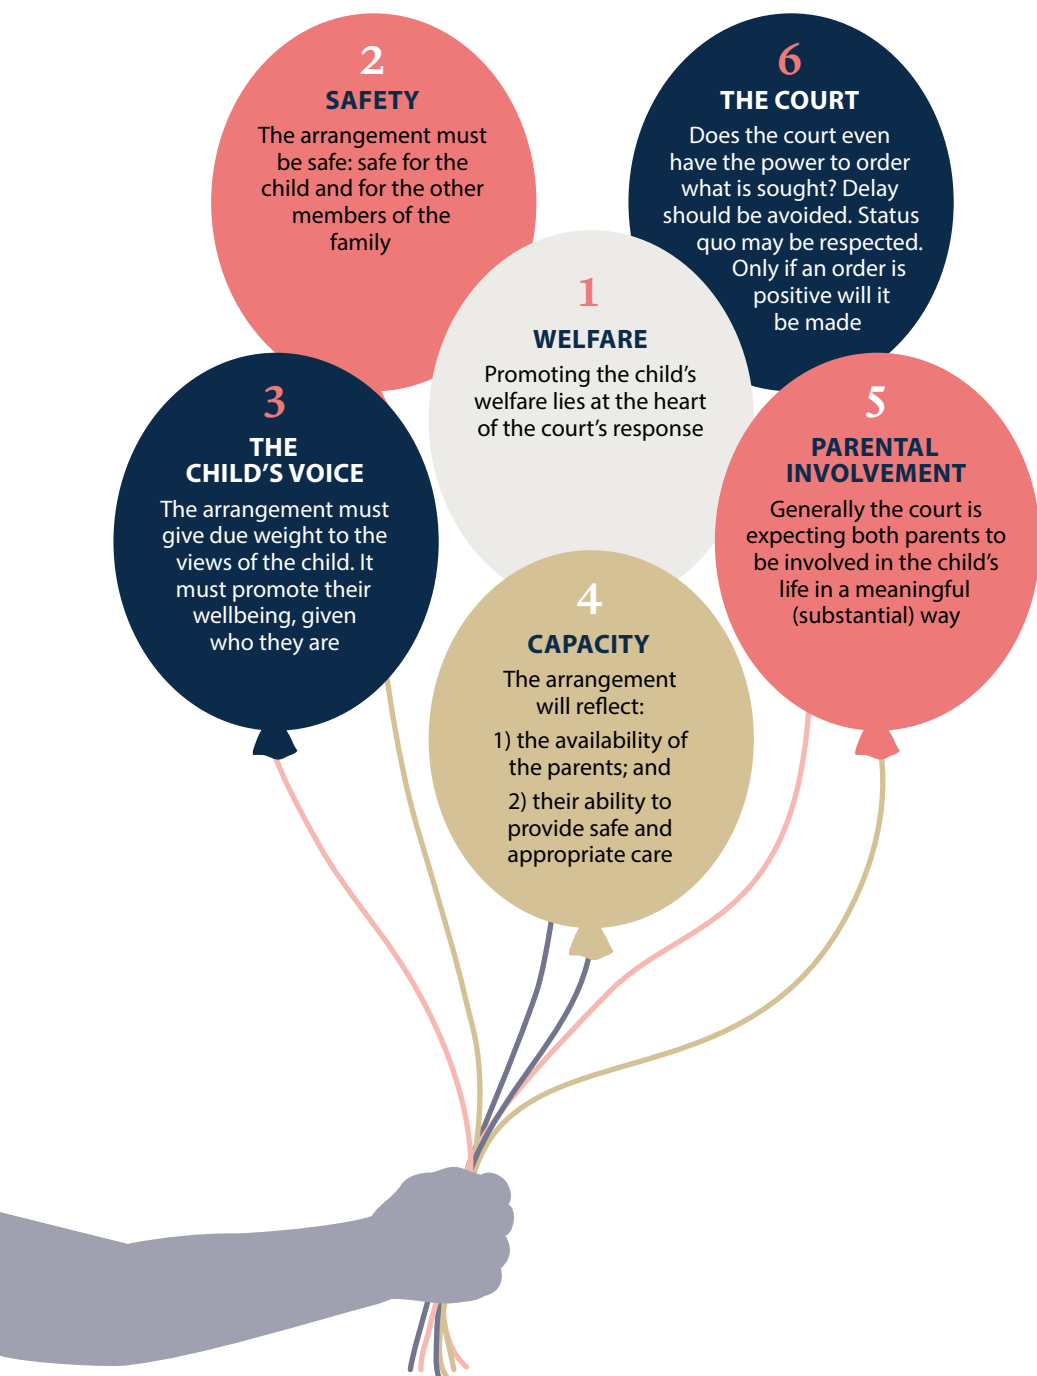 2
SAFETY
The arrangement must
be safe: safe for the
child and for the other
members of the
family
6
THE COURT
Does the court even
have the power to order
what is sought? Delay
should be avoided. Status
quo may be respected.
Only if an order is
positive will it
be made
1
WELFARE
Promoting the child’s
welfare lies at the heart
of the court’s response
3
THE
CHILD’S VOICE
The arrangement must
give due weight to the
views of the child. It
must promote their
wellbeing, given
who they are
5
PARENTAL
INVOLVEMENT
Generally the court is
expecting both parents to
be involved in the child’s
life in a meaningful
(substantial) way
4
CAPACITY
The arrangement
will reflect:
1) the availability of
the parents; and
2) their ability to
provide safe and
appropriate care